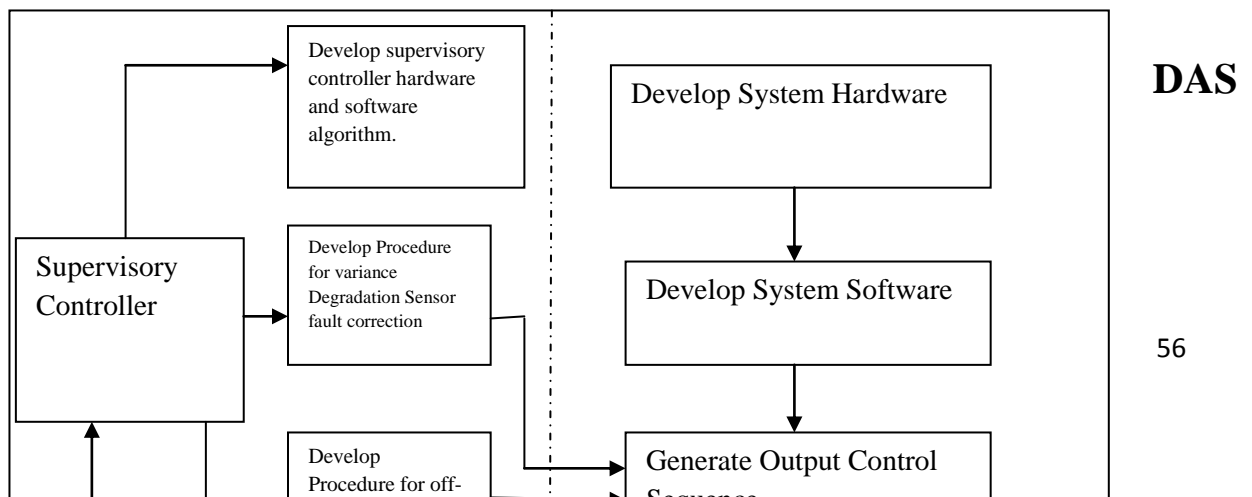 Develop supervisory
controller hardware
and software
algorithm.
Develop System Hardware
DAS
Supervisory
Controller
Develop Procedure
for variance
Degradation Sensor
fault correction
Develop System Software
56
Develop
Procedure for off-
Generate Output Control
Sequence